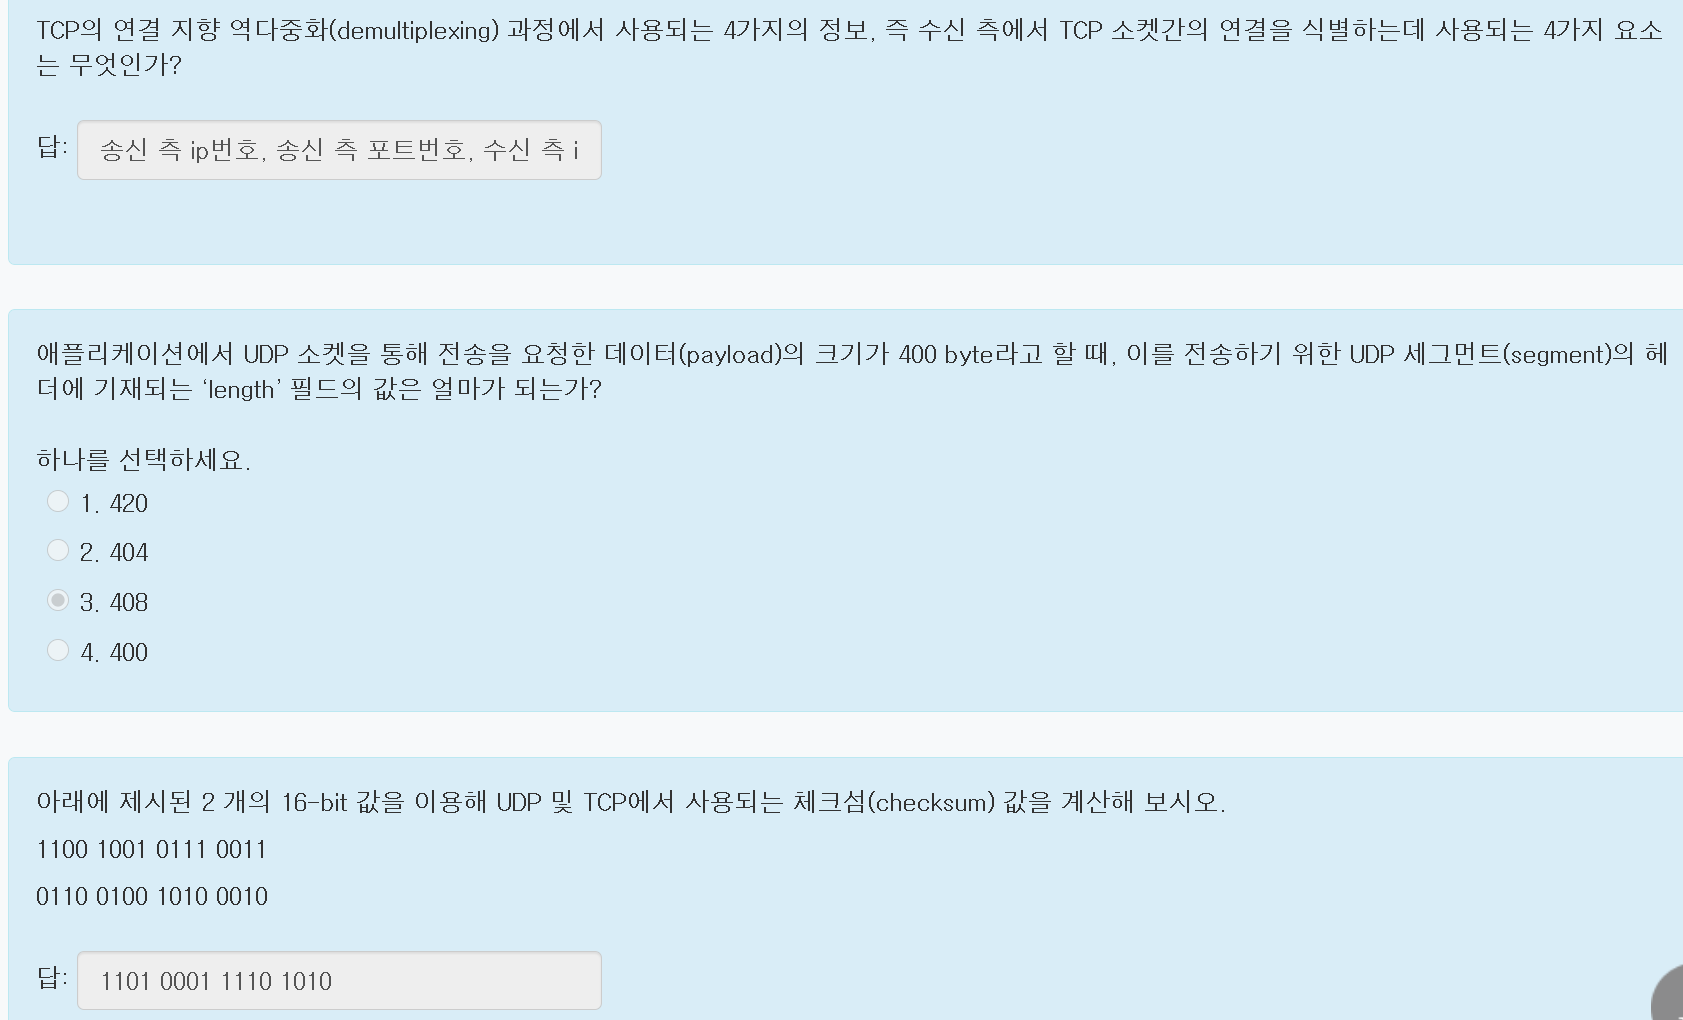 TCP의 연결 지향 역다중화(demultiplexing) 과정에서 사용되는 4가지의 정보, 즉 수신 측에서 TCP 소켓간의 연결을 식별하는데 사용되는 4가지 요소
는 무엇인가?
답: 송신 측 ip번호, 송신 측 포트번호, 수신 측 i
애플리케이션에서 UDP 소켓을 통해 전송을 요청한 데이터(payload)의 크기가 400 byte라고 할 때, 이를 전송하기 위한 UDP 세그먼트(segment)의 헤
더에 기재되는 ‘length’ 필드의 값은 얼마가 되는가?
하나를 선택하세요.
1. 420
2. 404
3. 408
4. 400
아래에 제시된 2 개의 16-bit 값을 이용해 UDP 및 TCP에서 사용되는 체크섬(checksum) 값을 계산해 보시오.
1100 1001 0111 0011
0110 0100 1010 0010
답: 1101 0001 1110 1010